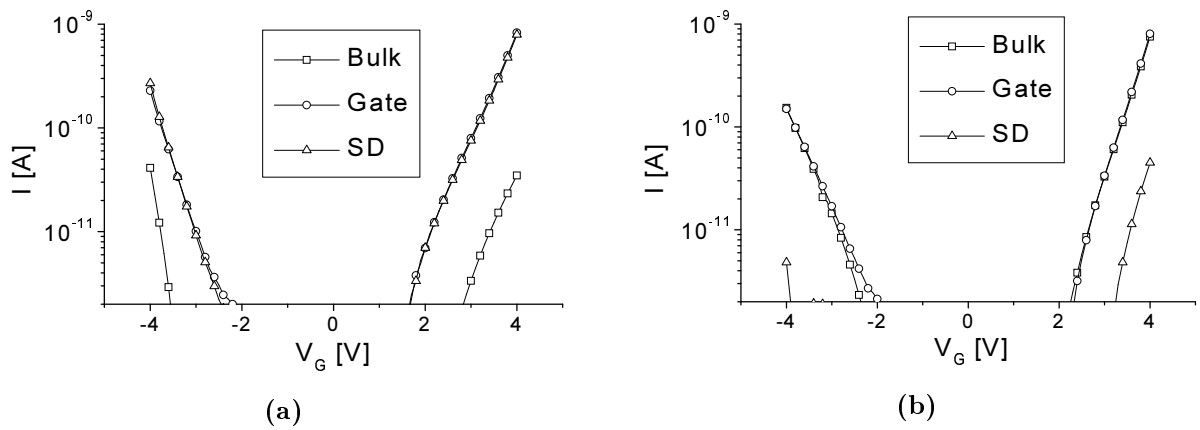 10⁻⁹
10⁻¹⁰
10⁻¹¹
I [A]
Bulk
Gate
SD
-4
-2
0
2
4
V_G [V]
(a)
10⁻⁹
10⁻¹⁰
10⁻¹¹
I [A]
Bulk
Gate
SD
-4
-2
0
2
4
V_G [V]
(b)